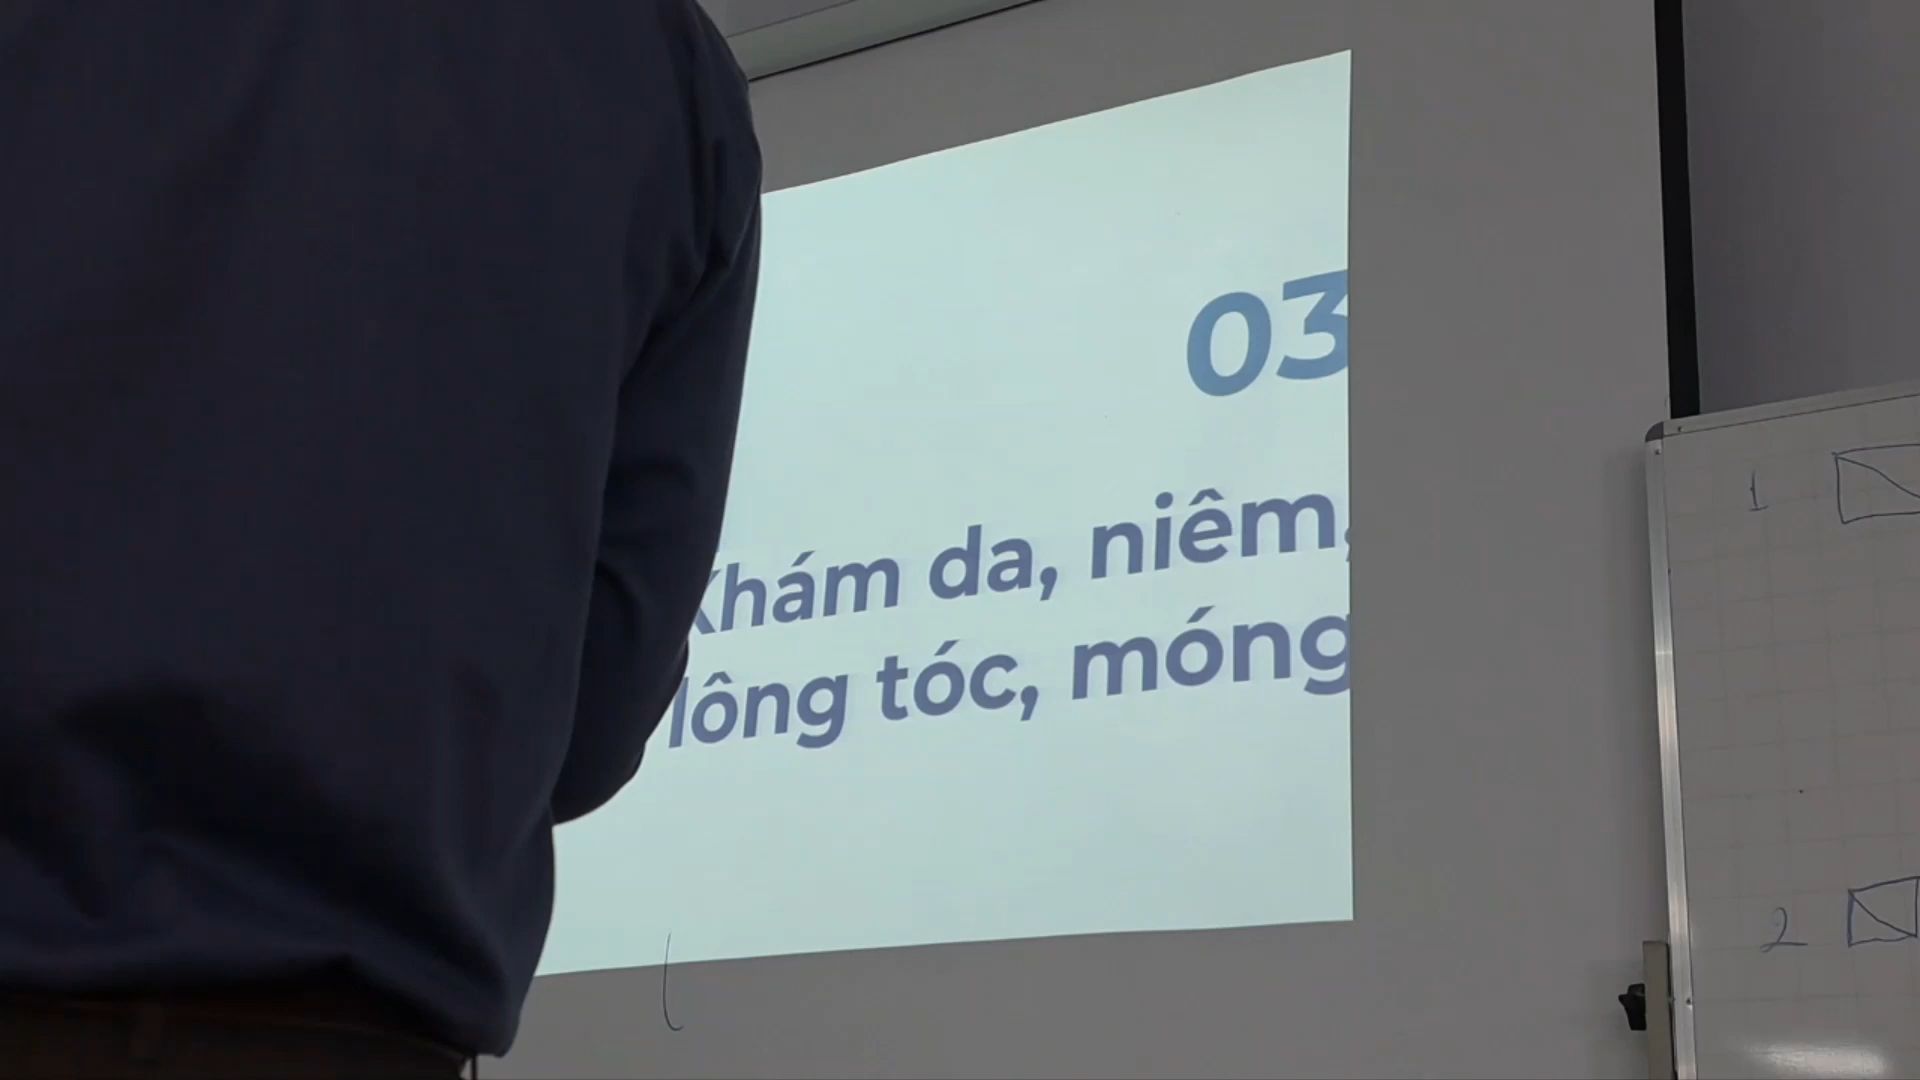 03
Khám da, niêm,
lông tóc, móng
1
2